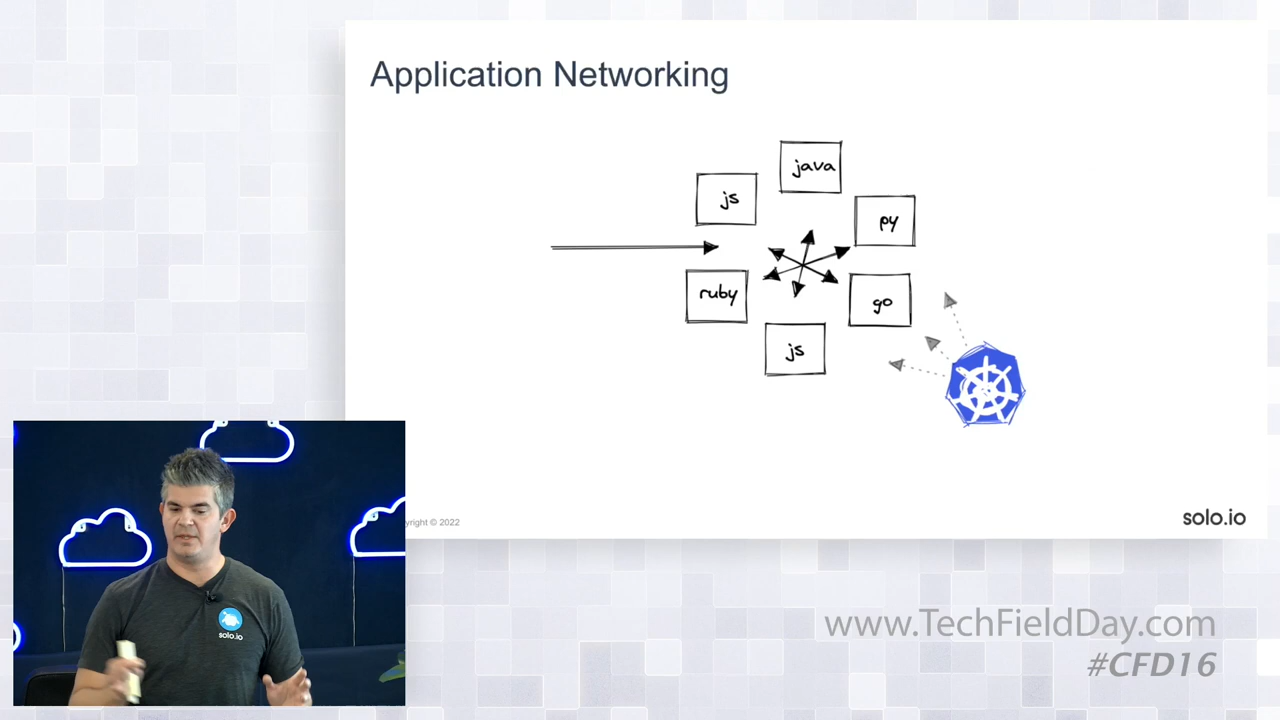 Application Networking
java
js
py
ruby
go
js
yright © 2022
solo.io
solo.io
www.TechFieldDay.com
#CFD16